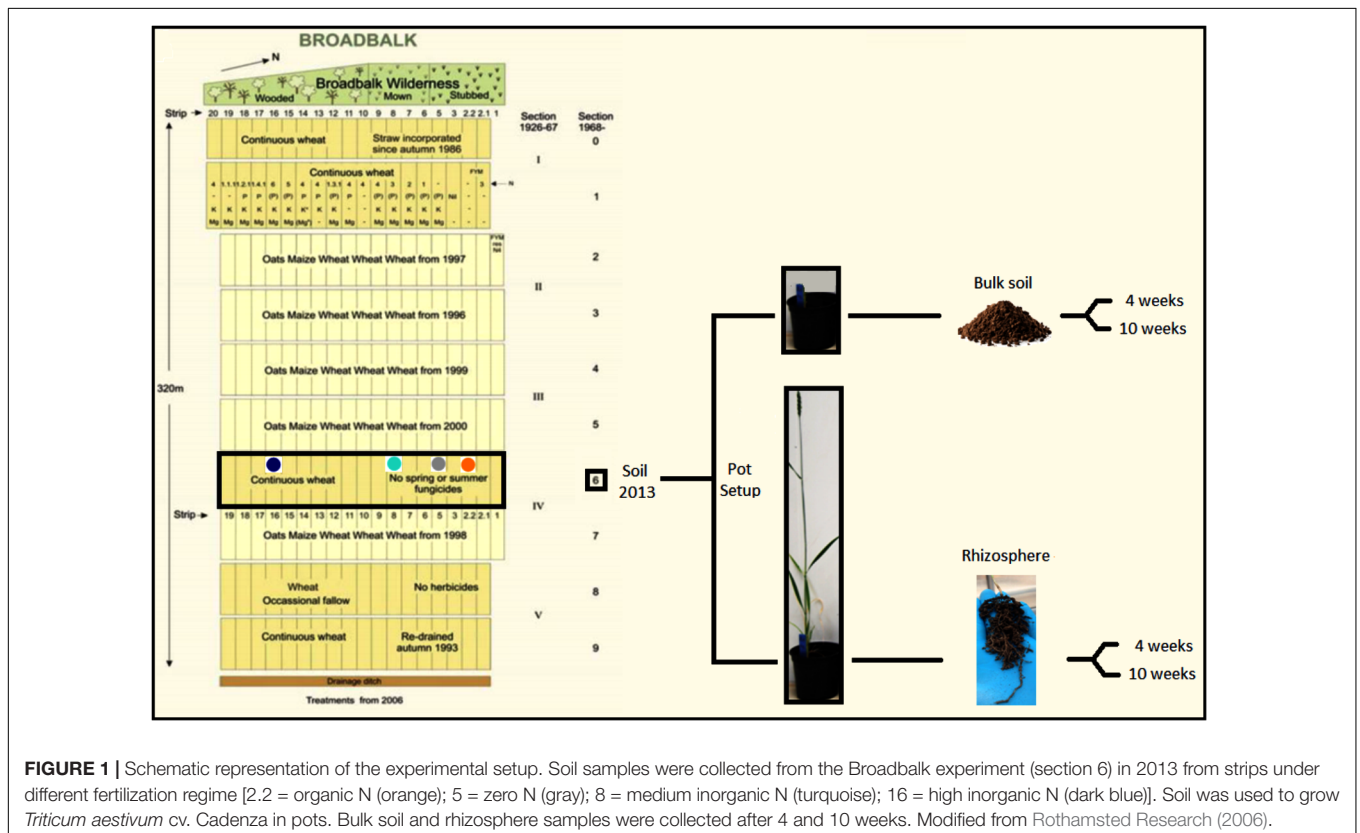 BROADBALK
N
Broadbalk Wilderness
Wooded
Mown
Stubbed
Strip
20 19 18 17 16 15 14 13 12 11 10 9 8 7 6 5 3 2.2 2.1 1
Section
1926-67
Section
1968-
Continuous wheat
Straw incorporated
since autumn 1986
0
I
Continuous wheat
FYM
N
1
FYM
res
Nil
Oats Maize Wheat Wheat Wheat from 1997
2
II
Oats Maize Wheat Wheat Wheat from 1996
3
Oats Maize Wheat Wheat Wheat from 1999
4
320m
III
Oats Maize Wheat Wheat Wheat from 2000
5
Continuous wheat
No spring or summer
fungicides
6
IV
Strip
19 18 17 16 15 14 13 12 11 10 9 8 7 6 5 3 2.2 2.1 1
Oats Maize Wheat Wheat Wheat from 1998
7
Wheat
Occassional fallow
No herbicides
8
V
Continuous wheat
Re-drained
autumn 1993
9
Drainage ditch
Treatments from 2006
Soil
2013
Pot
Setup
Bulk soil
4 weeks
10 weeks
Rhizosphere
4 weeks
10 weeks
FIGURE 1 | Schematic representation of the experimental setup. Soil samples were collected from the Broadbalk experiment (section 6) in 2013 from strips under
different fertilization regime [2.2 = organic N (orange); 5 = zero N (gray); 8 = medium inorganic N (turquoise); 16 = high inorganic N (dark blue)]. Soil was used to grow
Triticum aestivum cv. Cadenza in pots. Bulk soil and rhizosphere samples were collected after 4 and 10 weeks. Modified from Rothamsted Research (2006).